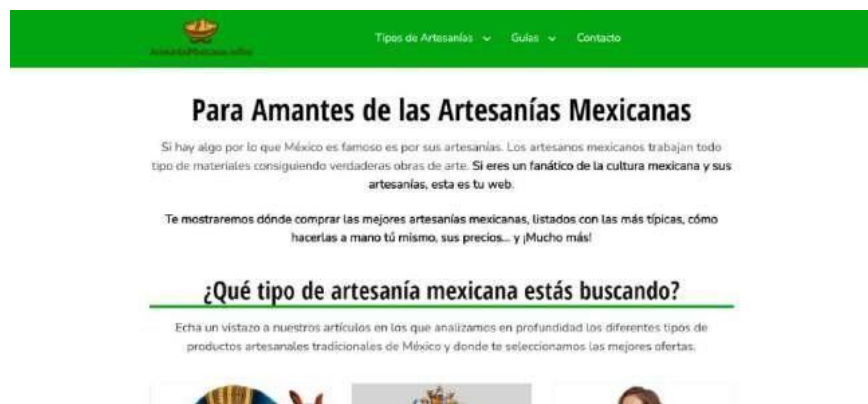 Tipos de Artesanías Guías Contacto
Para Amantes de las Artesanías Mexicanas
Si hay algo por lo que México es famoso es por sus artesanías. Los artesanos mexicanos trabajan todo
tipo de materiales consiguiendo verdaderas obras de arte. Si eres un fanático de la cultura mexicana y sus
artesanías, esta es tu web.
Te mostraremos dónde comprar las mejores artesanías mexicanas, listados con las más típicas, cómo
hacerlas a mano tú mismo, sus precios... y ¡Mucho más!
¿Qué tipo de artesanía mexicana estás buscando?
Echa un vistazo a nuestros artículos en los que analizamos en profundidad los diferentes tipos de
productos artesanales tradicionales de México y donde te seleccionamos las mejores ofertas.